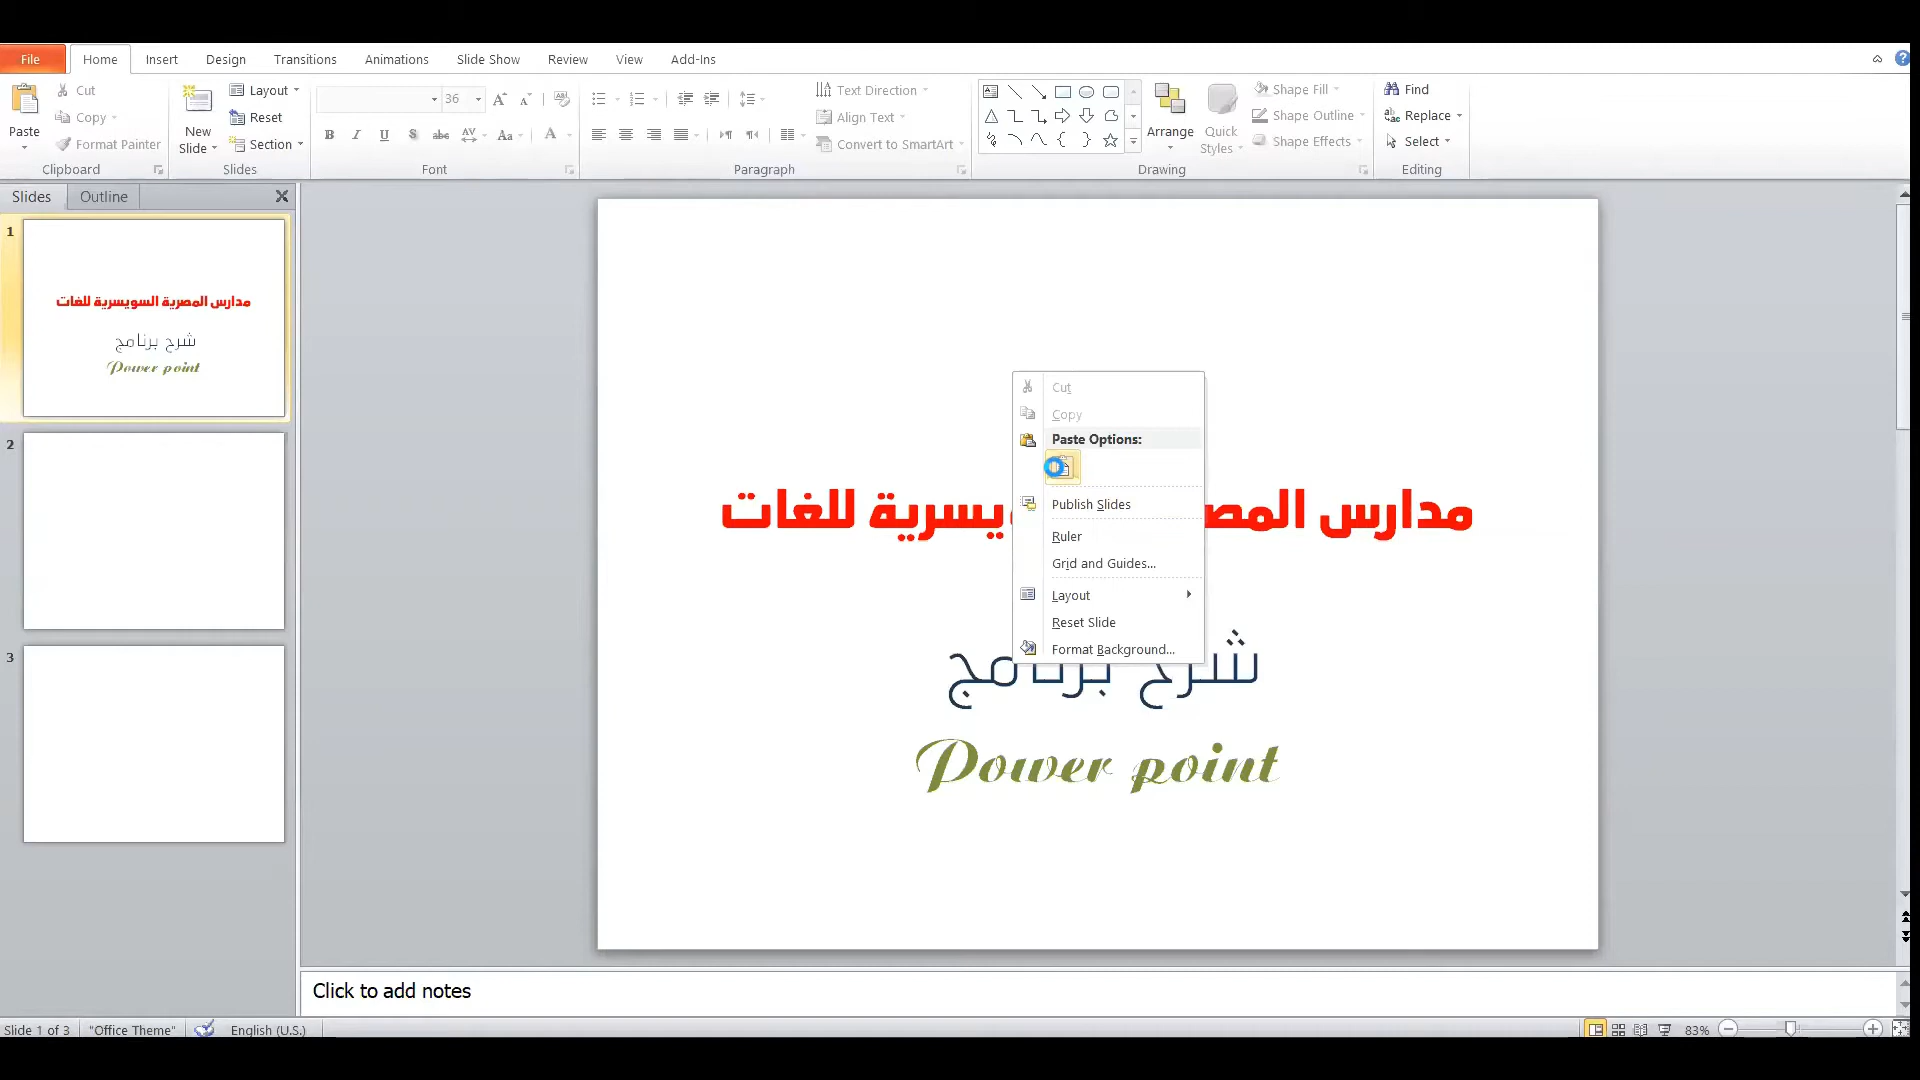 File Home Insert Design Transitions Animations Slide Show Review View Add-Ins
Paste
Cut
Copy
Format Painter
Clipboard
New Slide
Layout
Reset
Section
Slides
36
Font
Text Direction
Align Text
Convert to SmartArt
Paragraph
Arrange
Quick Styles
Shape Fill
Shape Outline
Shape Effects
Drawing
Find
Replace
Select
Editing
Slides Outline
1
مدارس المصرية السويسرية للغات
شرح برنامج
Power point
2
3
Cut
Copy
Paste Options:
Publish Slides
Ruler
Grid and Guides...
Layout
Reset Slide
Format Background...
مدارس المص يسرية للغات
شرح برنامج
Power point
Click to add notes
Slide 1 of 3 "Office Theme" English (U.S.) 83%